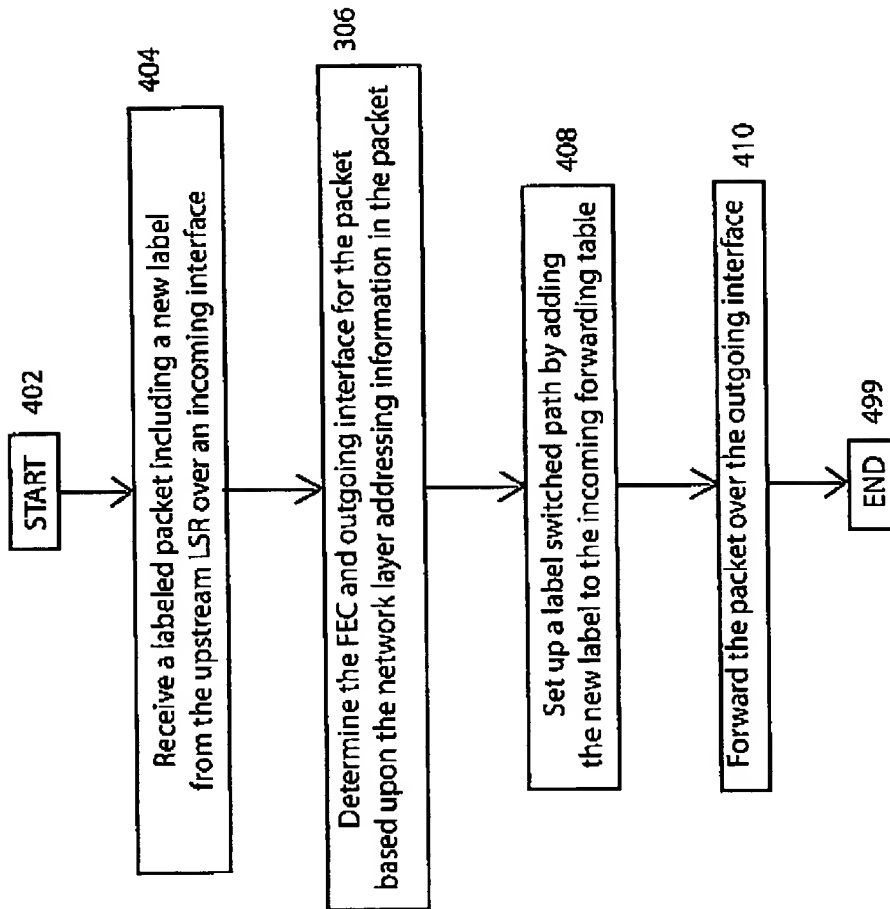 START
402
Receive a labeled packet including a new label
from the upstream LSR over an incoming interface
404
Determine the FEC and outgoing interface for the packet
based upon the network layer addressing information in the packet
306
Set up a label switched path by adding
the new label to the incoming forwarding table
408
Forward the packet over the outgoing interface
410
END
499